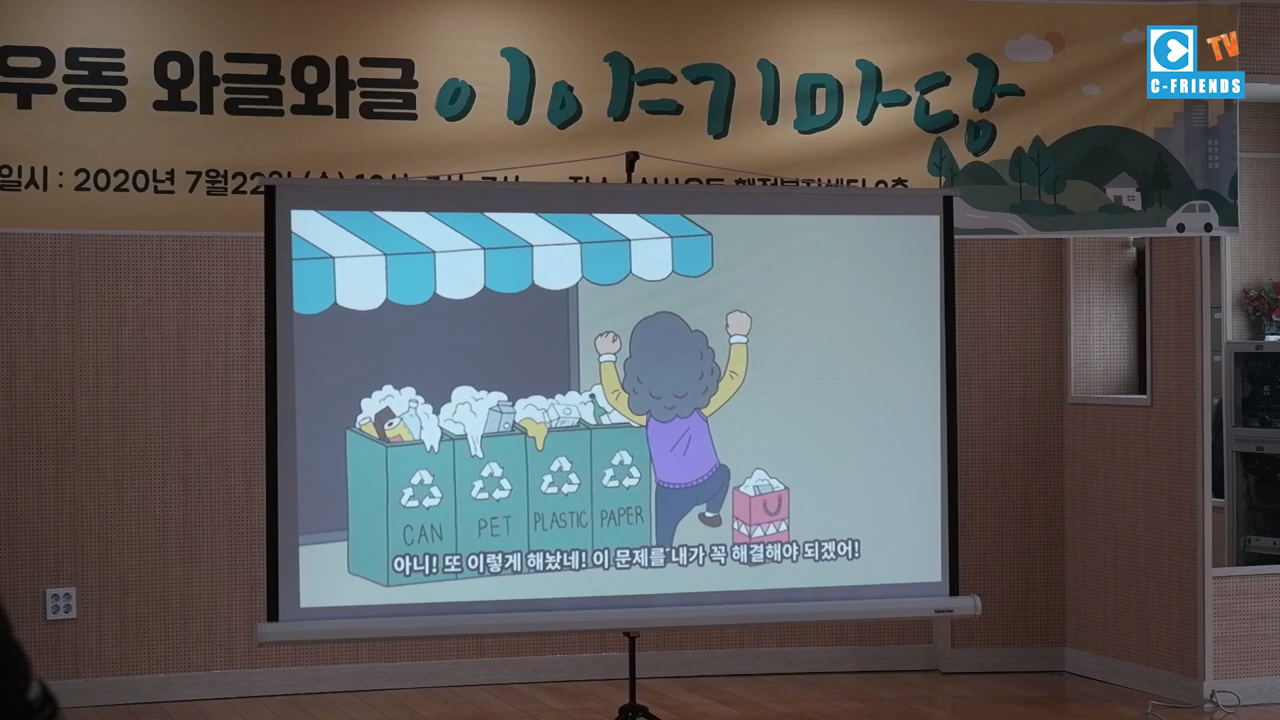 우동 와글와글 이야기마당
TV
C-FRIENDS
일시 : 2020년 7월22일
CAN
PET
PLASTIC
PAPER
아니! 또 이렇게 해놨네! 이 문제를 내가 꼭 해결해야 되겠어!